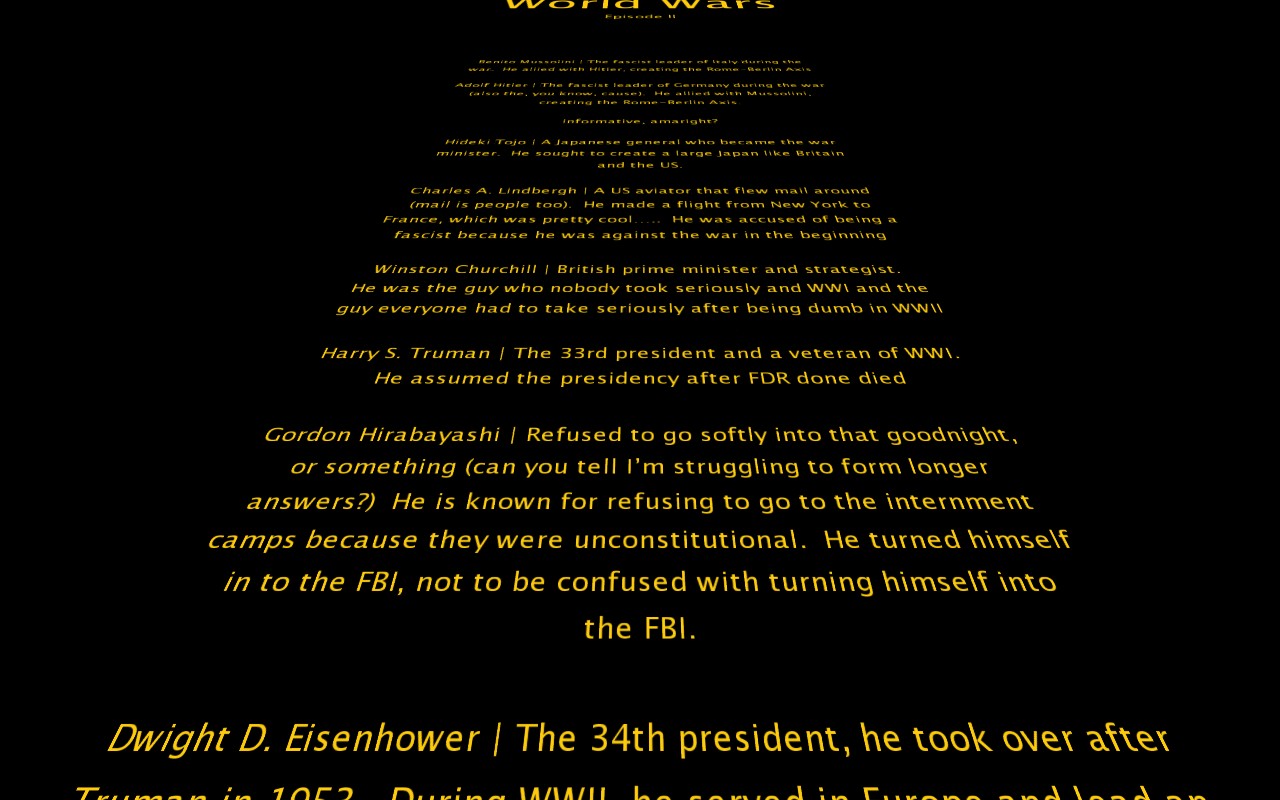 World Wars
Episode II
Benito Mussolini | The fascist leader of Italy during the
war.  He allied with Hitler, creating the Rome-Berlin Axis
Adolf Hitler | The fascist leader of Germany during the war
(also the, you know, cause).  He allied with Mussolini,
creating the Rome-Berlin Axis.
informative, amaright?
Hideki Tojo | A Japanese general who became the war
minister.  He sought to create a large Japan like Britain
and the US.
Charles A. Lindbergh | A US aviator that flew mail around
(mail is people too).  He made a flight from New York to
France, which was pretty cool.....  He was accused of being a
fascist because he was against the war in the beginning
Winston Churchill | British prime minister and strategist.
He was the guy who nobody took seriously and WWI and the
guy everyone had to take seriously after being dumb in WWII
Harry S. Truman | The 33rd president and a veteran of WWI.
He assumed the presidency after FDR done died
Gordon Hirabayashi | Refused to go softly into that goodnight,
or something (can you tell I'm struggling to form longer
answers?)  He is known for refusing to go to the internment
camps because they were unconstitutional.  He turned himself
in to the FBI, not to be confused with turning himself into
the FBI.
Dwight D. Eisenhower | The 34th president, he took over after
Truman in 1953.  During WWII, he served in Europe and lead an